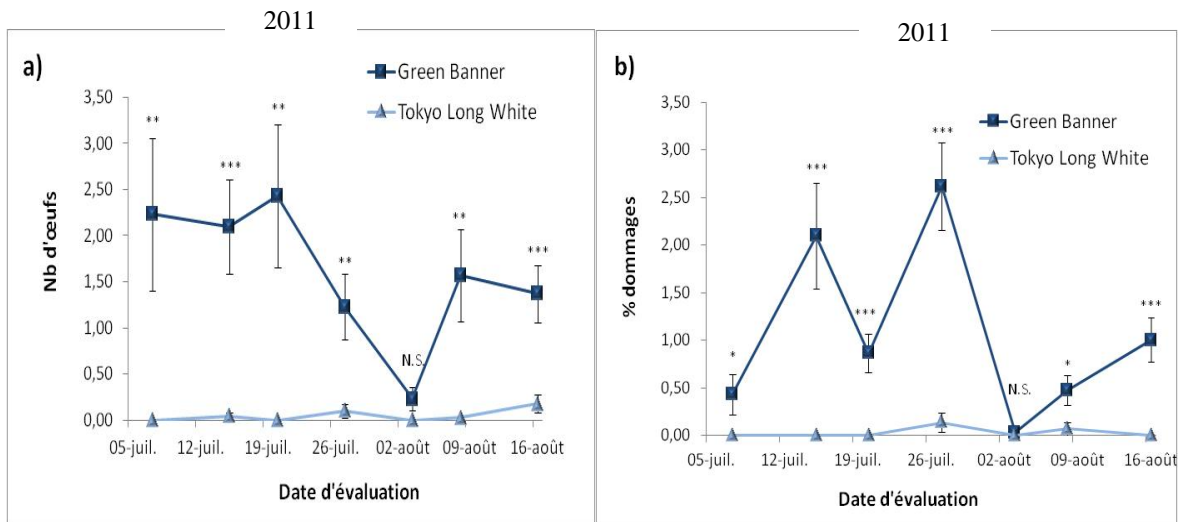 2011
a)
Green Banner
Tokyo Long White
3,50
3,00
2,50
2,00
1,50
1,00
0,50
0,00
Nb d'œufs
**
***
**
**
N.S.
**
***
05-juil.
12-juil.
19-juil.
26-juil.
02-août
09-août
16-août
Date d'évaluation
2011
b)
Green Banner
Tokyo Long White
3,50
3,00
2,50
2,00
1,50
1,00
0,50
0,00
% dommages
*
***
***
***
N.S.
*
***
05-juil.
12-juil.
19-juil.
26-juil.
02-août
09-août
16-août
Date d'évaluation